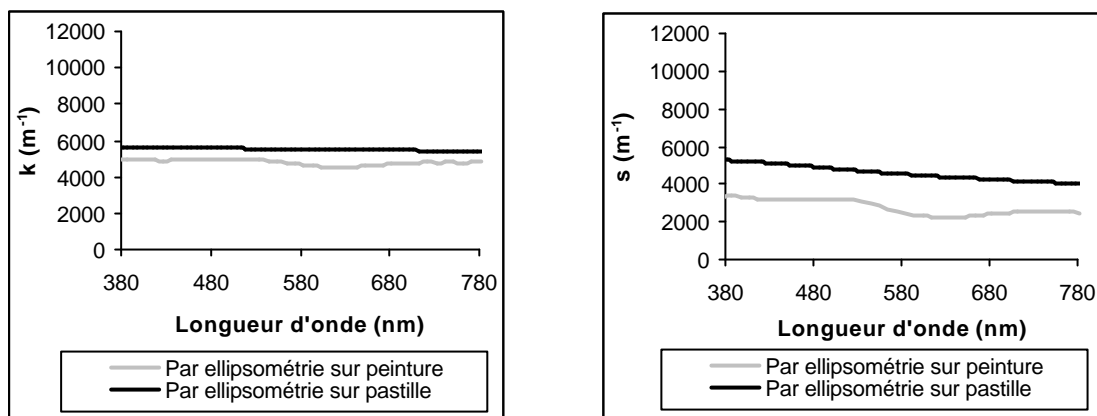 12000
10000
8000
6000
4000
2000
0
k (m⁻¹)
380 480 580 680 780
Longueur d'onde (nm)
Par ellipsométrie sur peinture
Par ellipsométrie sur pastille
12000
10000
8000
6000
4000
2000
0
s (m⁻¹)
380 480 580 680 780
Longueur d'onde (nm)
Par ellipsométrie sur peinture
Par ellipsométrie sur pastille